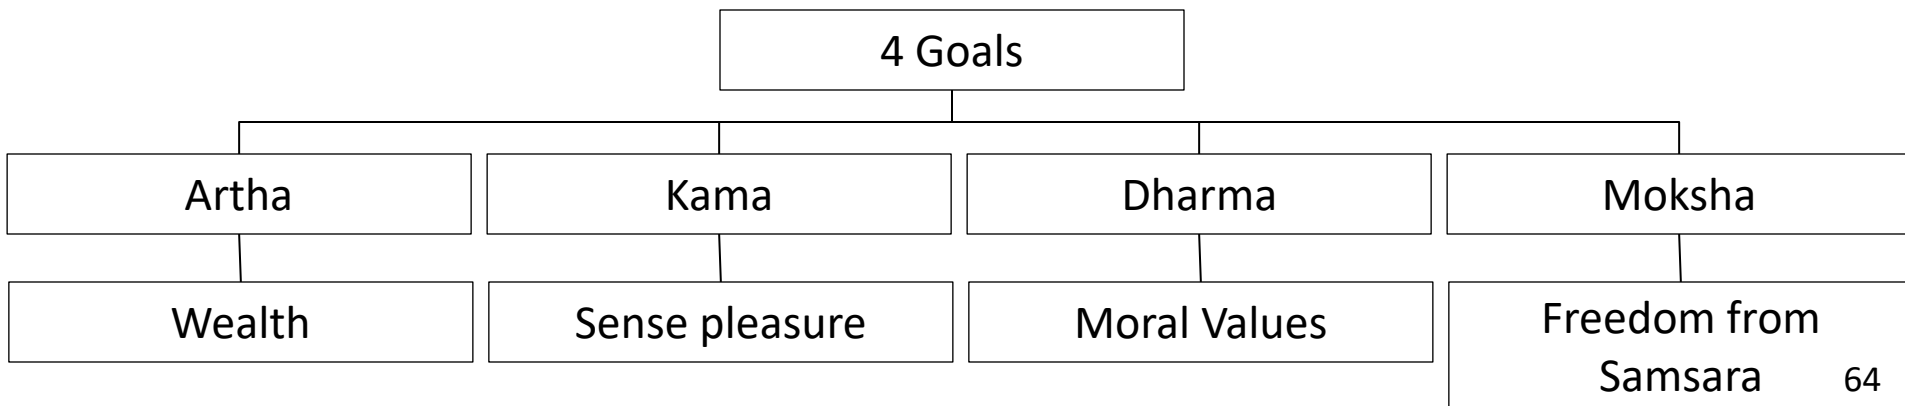 4 Goals
Artha
Kama
Dharma
Moksha
Wealth
Sense pleasure
Moral Values
Freedom from
Samsara
64